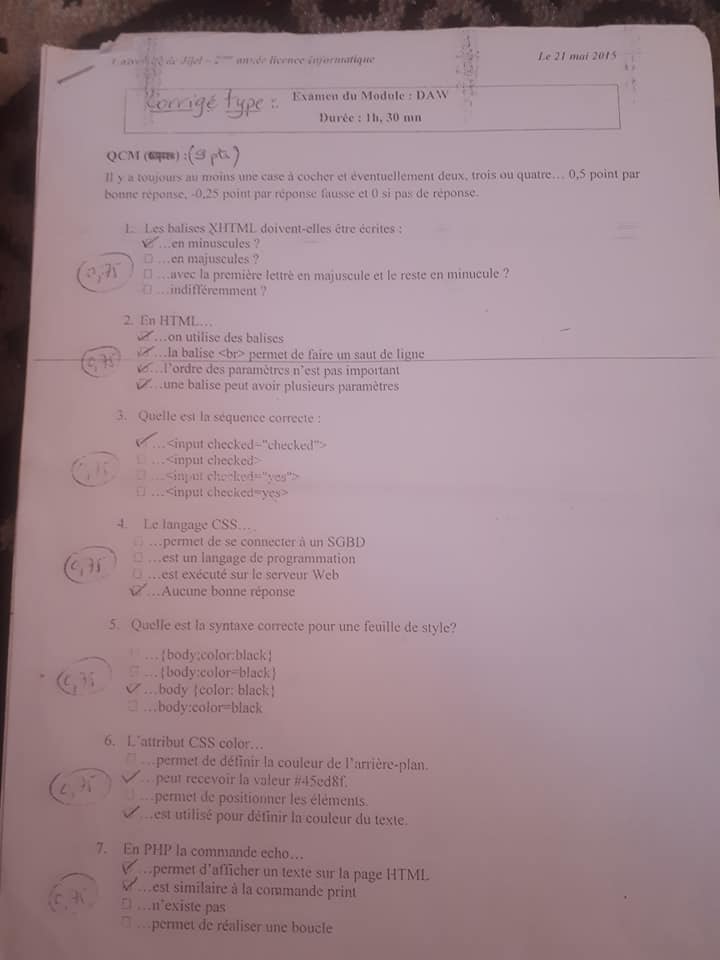 Université de Jijel – 2ème année licence informatique
Le 21 mai 2015
Corrigé type :. Examen du Module : DAW
Durée : 1h, 30 mn
QCM ( ) :(9 pts)
Il y a toujours au moins une case à cocher et éventuellement deux, trois ou quatre… 0,5 point par
bonne réponse, -0,25 point par réponse fausse et 0 si pas de réponse.
1. Les balises XHTML doivent-elles être écrites :
…en minuscules ?
…en majuscules ?
0,75
…avec la première lettre en majuscule et le reste en minucule ?
…indifféremment ?
2. En HTML…
…on utilise des balises
0,75
…la balise <br> permet de faire un saut de ligne
…l'ordre des paramètres n'est pas important
…une balise peut avoir plusieurs paramètres
3. Quelle est la séquence correcte :
…<input checked="checked">
…<input checked>
0,75
…<input checked="yes">
…<input checked=yes>
4. Le langage CSS…
…permet de se connecter à un SGBD
…est un langage de programmation
0,75
…est exécuté sur le serveur Web
…Aucune bonne réponse
5. Quelle est la syntaxe correcte pour une feuille de style?
…{body;color:black}
…{body:color=black}
0,75
…body {color: black}
…body:color=black
6. L'attribut CSS color…
…permet de définir la couleur de l'arrière-plan.
0,75
…peut recevoir la valeur #45ed8f.
…permet de positionner les éléments.
…est utilisé pour définir la couleur du texte.
7. En PHP la commande echo…
…permet d'afficher un texte sur la page HTML
0,75
…est similaire à la commande print
…n'existe pas
…permet de réaliser une boucle